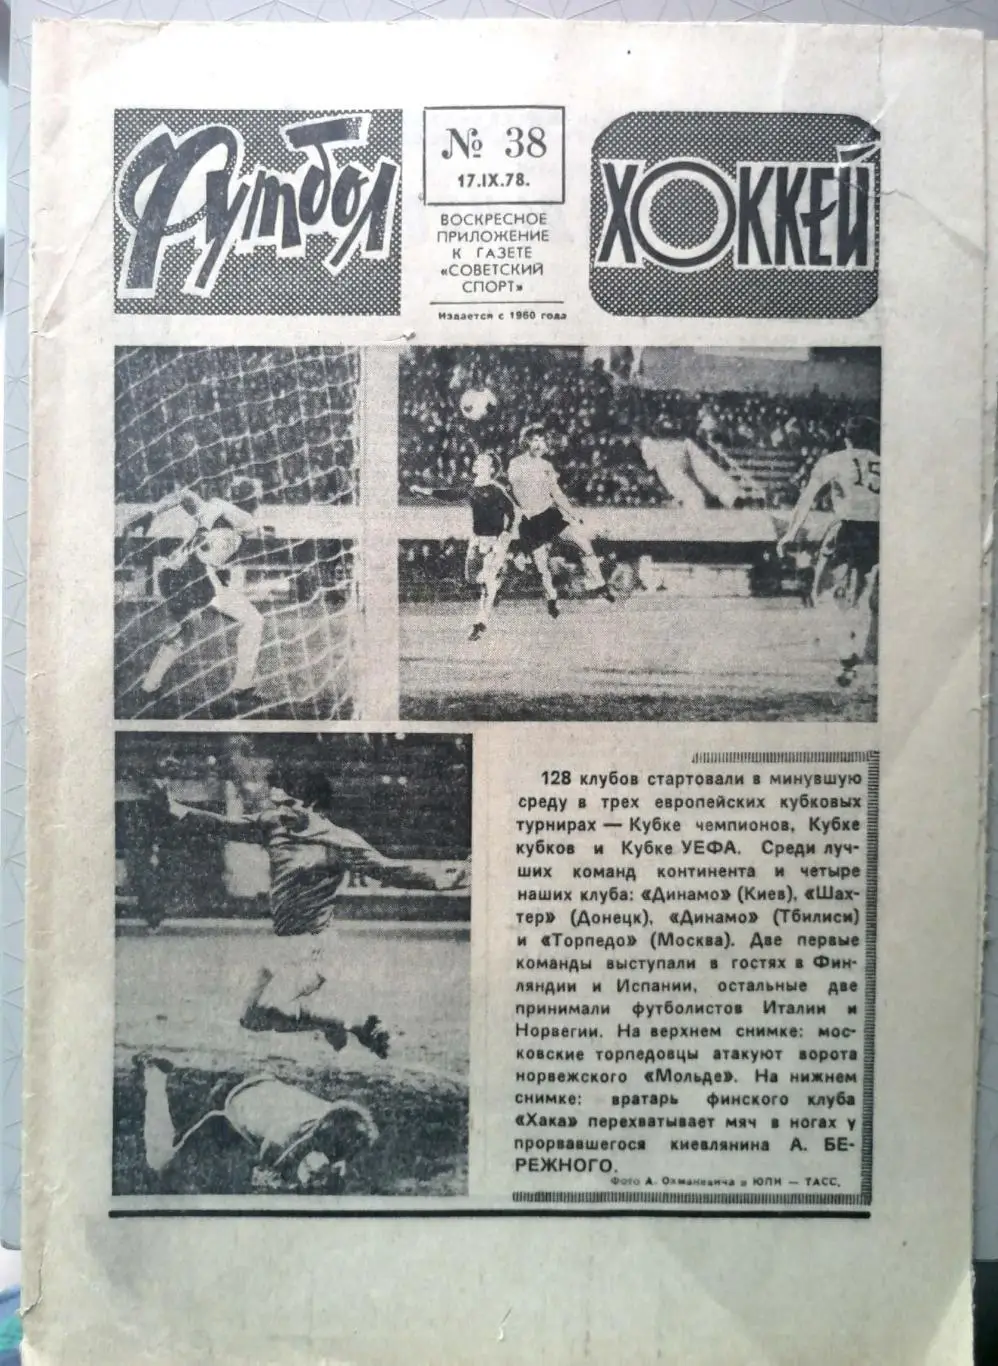 Футбол
№ 38
17.IX.78.
ВОСКРЕСНОЕ
ПРИЛОЖЕНИЕ
К ГАЗЕТЕ
«СОВЕТСКИЙ
СПОРТ»
Издается с 1960 года
ХОККЕЙ
15
128 клубов стартовали в минувшую
среду в трех европейских кубковых
турнирах — Кубке чемпионов, Кубке
кубков и Кубке УЕФА. Среди луч-
ших команд континента и четыре
наших клуба: «Динамо» (Киев), «Шах-
тер» (Донецк), «Динамо» (Тбилиси)
и «Торпедо» (Москва). Две первые
команды выступали в гостях в Фин-
ляндии и Испании, остальные две
принимали футболистов Италии и
Норвегии. На верхнем снимке: мос-
ковские торпедовцы атакуют ворота
норвежского «Мольде». На нижнем
снимке: вратарь финского клуба
«Хака» перехватывает мяч в ногах у
прорвавшегося киевлянина А. БЕ-
РЕЖНОГО.
Фото А. Охманевича и ЮПИ — ТАСС.